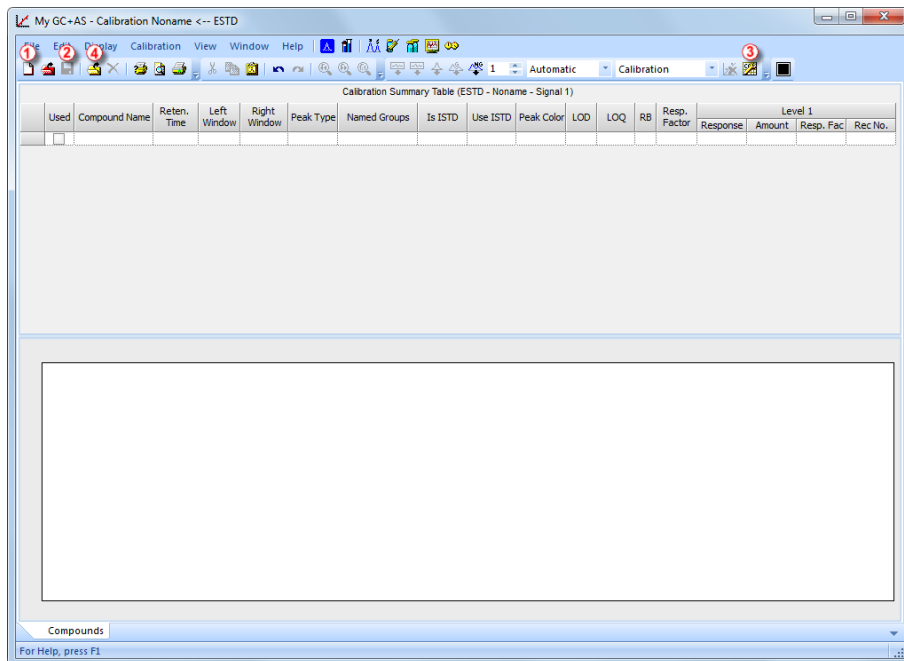 My GC+AS - Calibration Noname <-- ESTD
File Edit Display Calibration View Window Help
1 2 4 3
1 Automatic Calibration
Calibration Summary Table (ESTD - Noname - Signal 1)
Used Compound Name Reten. Time Left Window Right Window Peak Type Named Groups Is ISTD Use ISTD Peak Color LOD LOQ RB Resp. Factor Level 1
Response Amount Resp. Fac Rec No.
Compounds
For Help, press F1